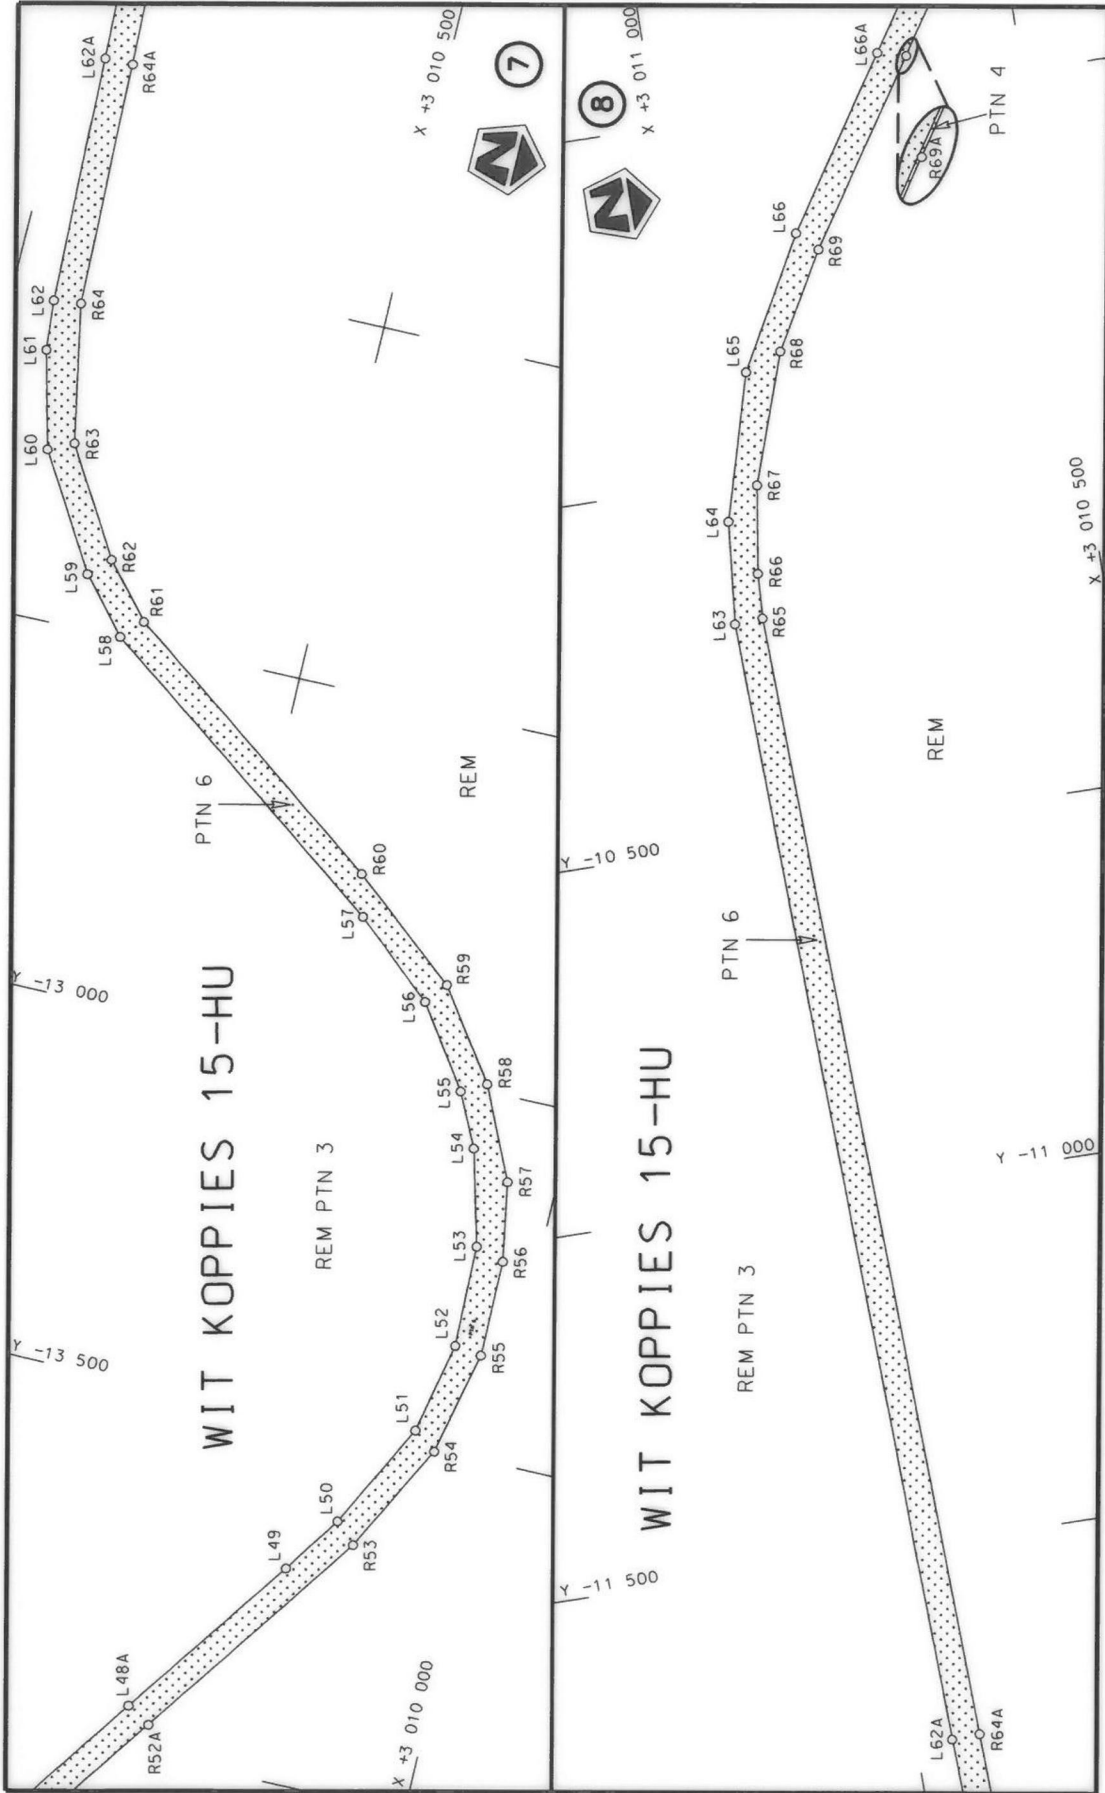 7
N
X +3 010 500
L62A
R64A
L62
R64
L61
L60
R63
L59
R62
L58
R61
PTN 6
REM
R60
L57
Y -13 000
R59
L56
WIT KOPPIES 15-HU
L55
R58
L54
REM PTN 3
R57
L53
R56
Y -13 500
L52
R55
L51
R54
L50
R53
L49
L48A
R52A
X +3 010 000
8
N
X +3 011 000
L66A
PTN 4
R69A
L66
R69
L65
R68
R67
L64
X +3 010 500
R66
L63
R65
REM
Y -10 500
PTN 6
WIT KOPPIES 15-HU
Y -11 000
REM PTN 3
Y -11 500
L62A
R64A